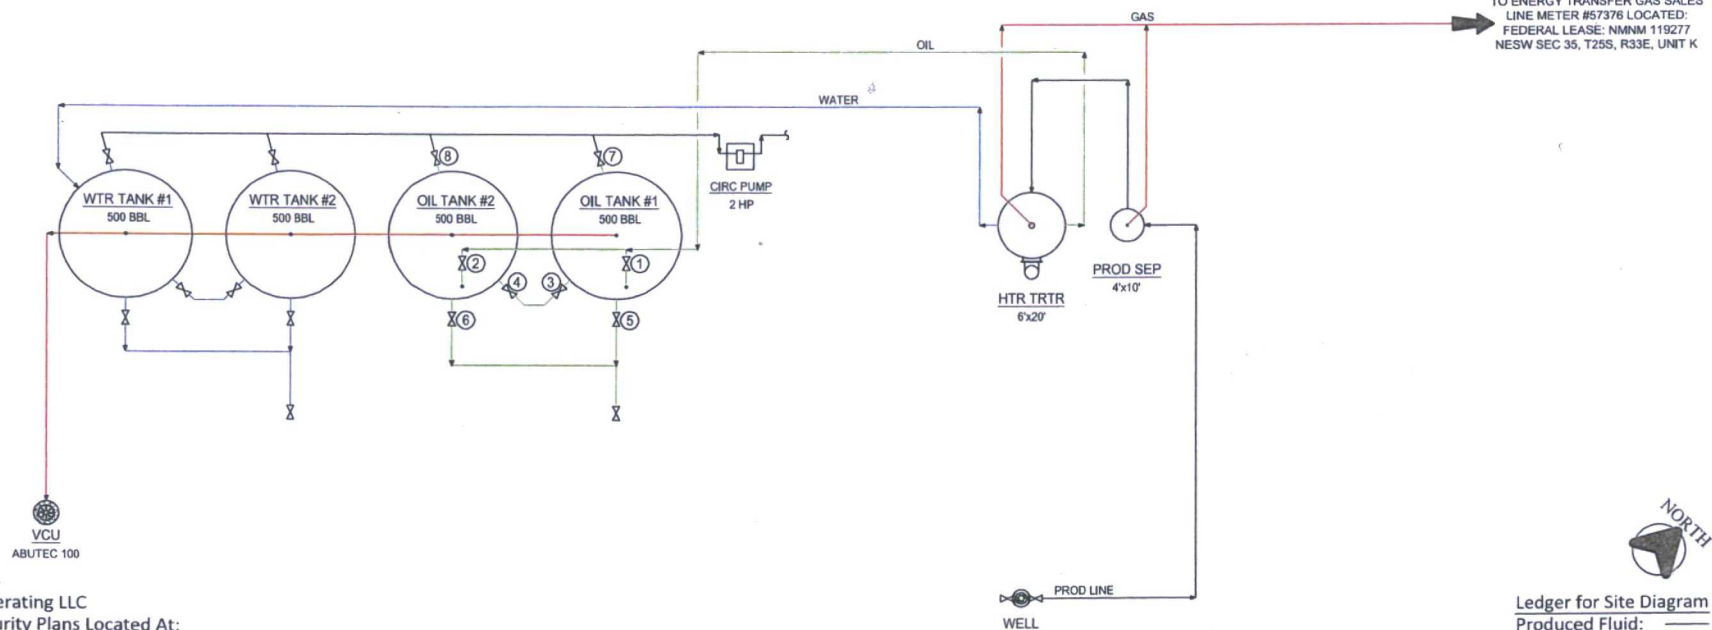 TO ENERGY TRANSFER GAS SALES
LINE METER #57376 LOCATED:
FEDERAL LEASE: NMNM 119277
NESW SEC 35, T25S, R33E, UNIT K
GAS
OIL
WATER
8
7
CIRC PUMP
2 HP
WTR TANK #1
500 BBL
WTR TANK #2
500 BBL
OIL TANK #2
500 BBL
OIL TANK #1
500 BBL
2
1
4
3
6
5
HTR TRTR
6'x20'
PROD SEP
4'x10'
VCU
ABUTEC 100
NORTH
PROD LINE
WELL
erating LLC
urity Plans Located At:
Ledger for Site Diagram
Produced Fluid: